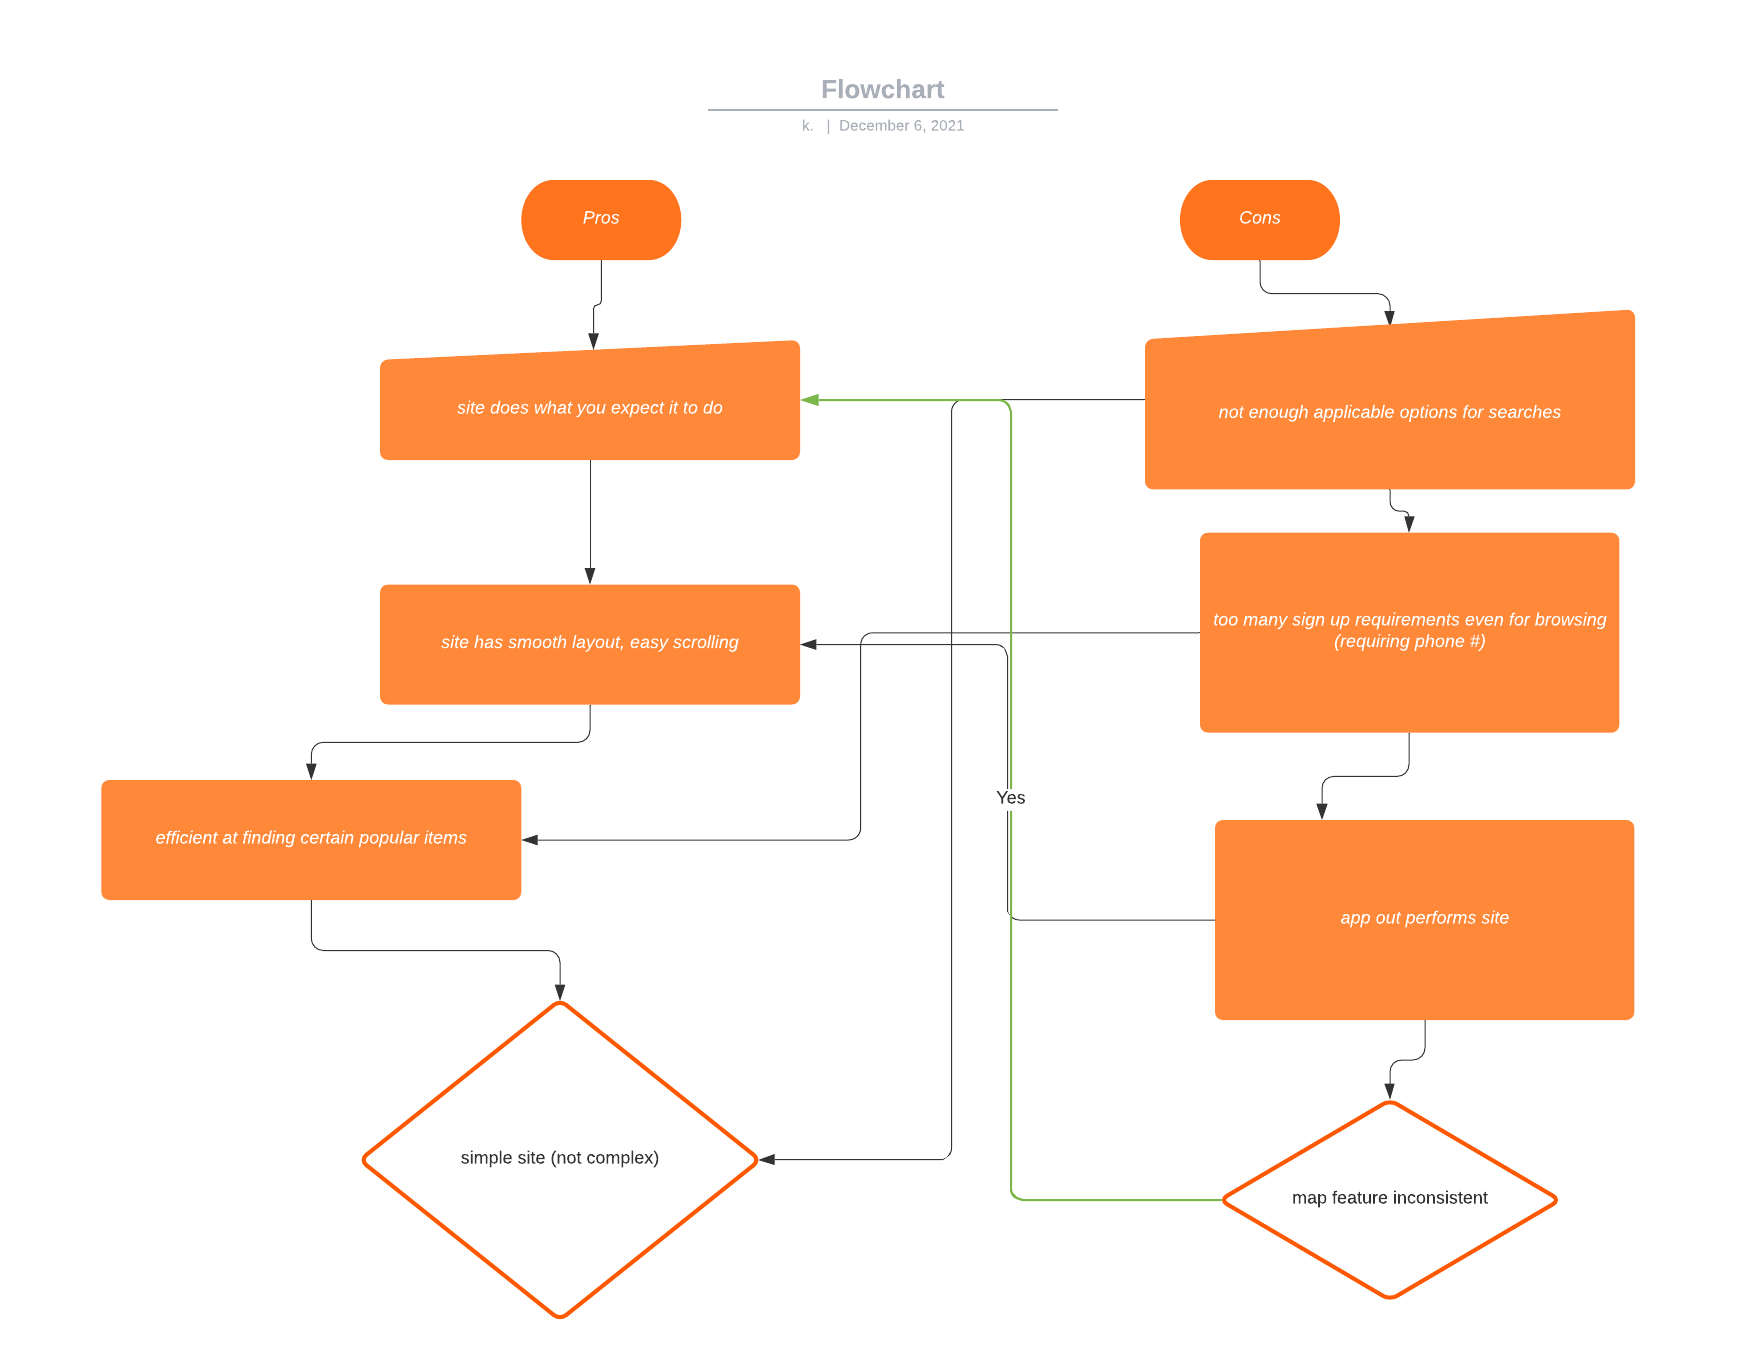 Flowchart
k. | December 6, 2021
Pros
Cons
site does what you expect it to do
not enough applicable options for searches
site has smooth layout, easy scrolling
too many sign up requirements even for browsing
(requiring phone #)
Yes
efficient at finding certain popular items
app out performs site
simple site (not complex)
map feature inconsistent